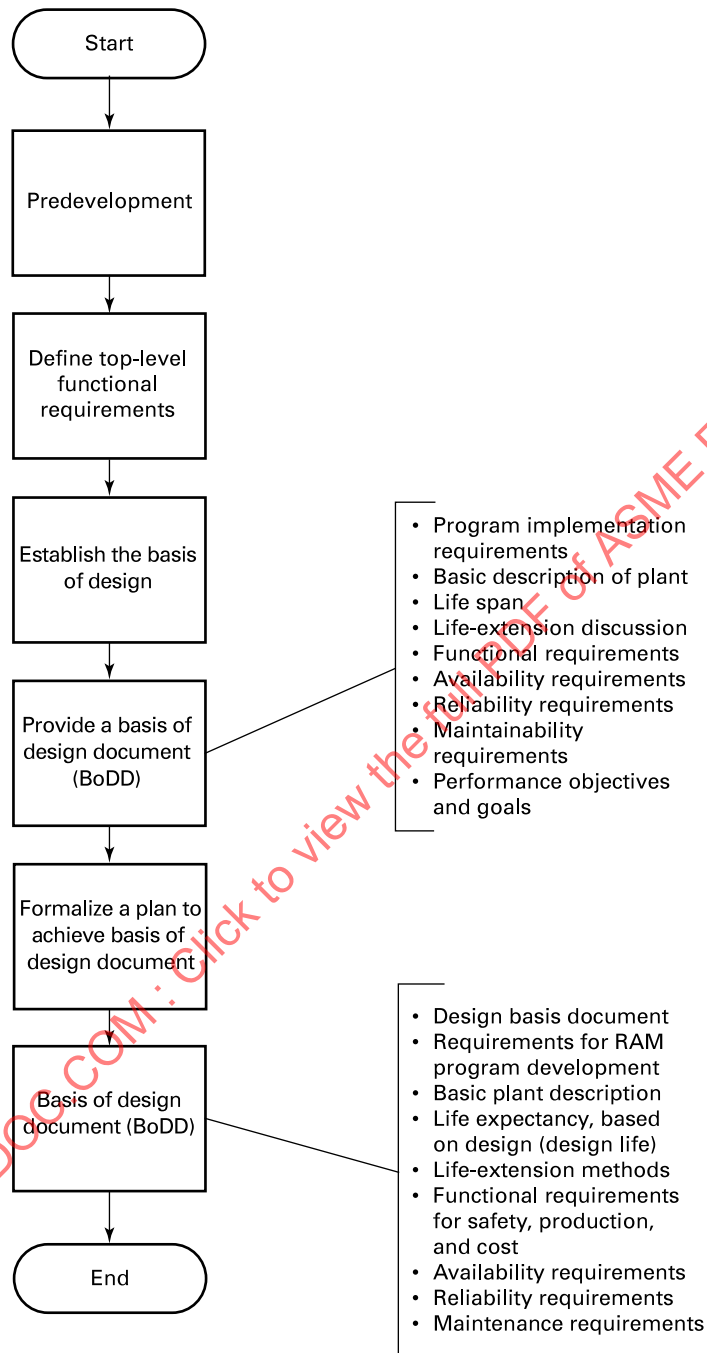 Start
Predevelopment
Define top-level
functional
requirements
Establish the basis
of design
Provide a basis of
design document
(BoDD)
• Program implementation
requirements
• Basic description of plant
• Life span
• Life-extension discussion
• Functional requirements
• Availability requirements
• Reliability requirements
• Maintainability
requirements
• Performance objectives
and goals
Formalize a plan to
achieve basis of
design document
Basis of design
document (BoDD)
• Design basis document
• Requirements for RAM
program development
• Basic plant description
• Life expectancy, based
on design (design life)
• Life-extension methods
• Functional requirements
for safety, production,
and cost
• Availability requirements
• Reliability requirements
• Maintenance requirements
End
DOC.COM : Click to view the full PDF of ASME